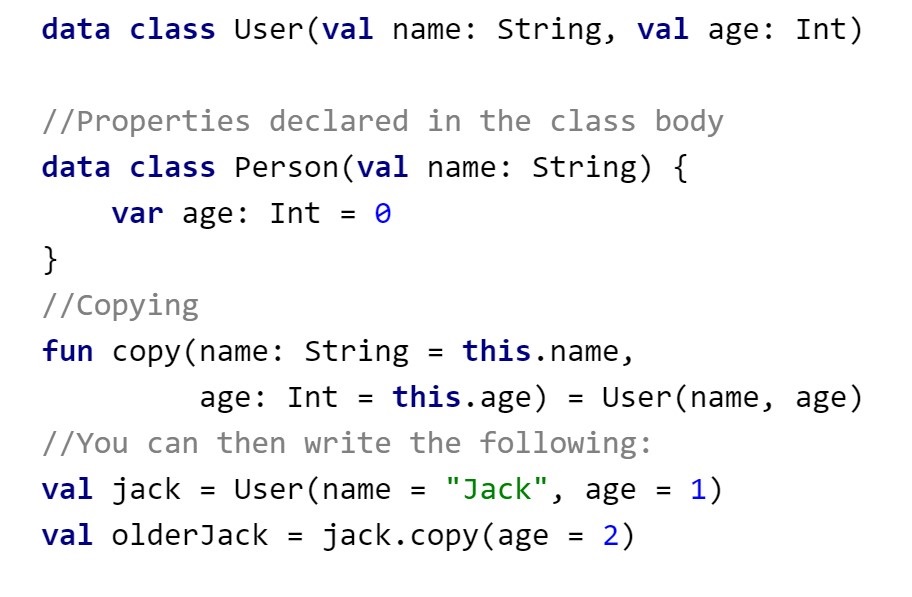 data class User(val name: String, val age: Int)
//Properties declared in the class body
data class Person(val name: String) {
    var age: Int = 0
}
//Copying
fun copy(name: String = this.name,
         age: Int = this.age) = User(name, age)
//You can then write the following:
val jack = User(name = "Jack", age = 1)
val olderJack = jack.copy(age = 2)